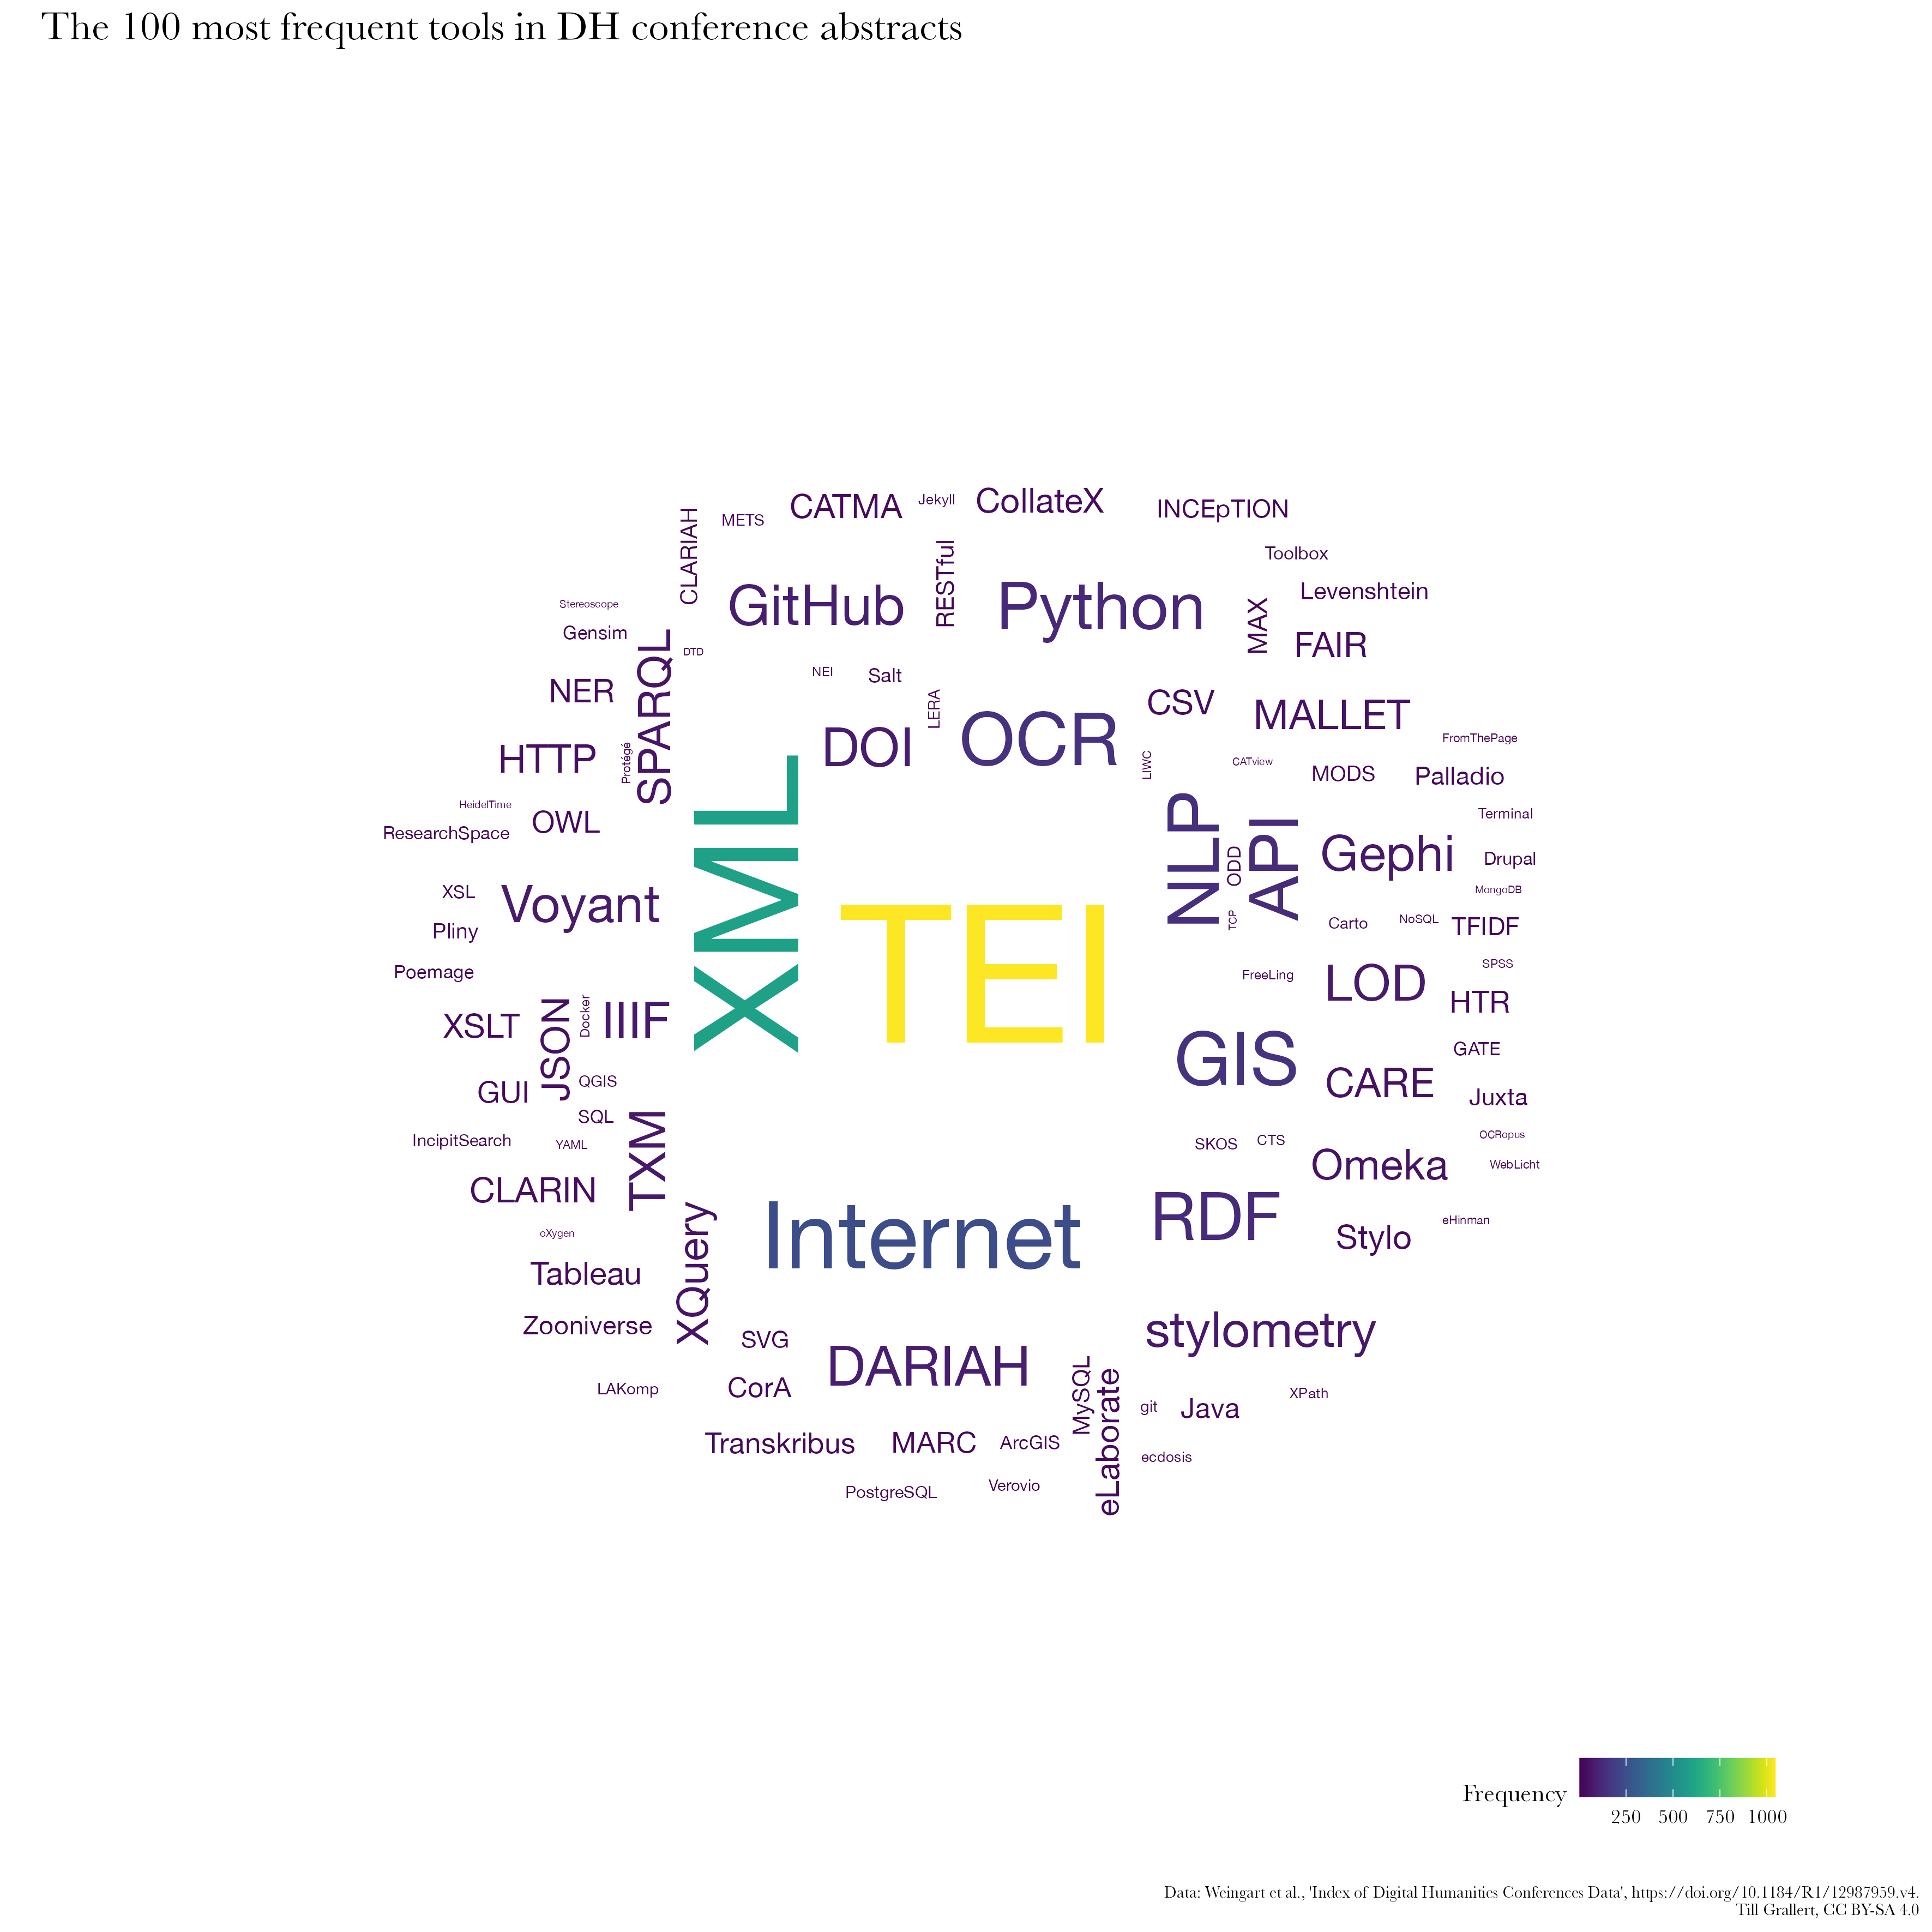 The 100 most frequent tools in DH conference abstracts
CATMA
Jekyll
CollateX
INCEpTION
METS
CLARIAH
RESTful
Toolbox
GitHub
Python
Levenshtein
MAX
FAIR
Stereoscope
Gensim
DTD
SPARQL
NER
NEI
Salt
LERA
CSV
MALLET
DOI
OCR
FromThePage
HTTP
Protégé
LIWC
CATview
MODS
Palladio
HeidelTime
ResearchSpace
OWL
Terminal
XML
NLP
ODD
API
Gephi
Drupal
XSL
Voyant
TEI
TCP
MongoDB
Carto
NoSQL
TFIDF
Pliny
Poemage
FreeLing
LOD
SPSS
HTR
XSLT
JSON
Docker
IIIF
GIS
GATE
GUI
QGIS
CARE
Juxta
SQL
IncipitSearch
YAML
TXM
SKOS
CTS
OCRopus
Omeka
WebLicht
CLARIN
oXygen
XQuery
Internet
RDF
Stylo
eHinman
Tableau
Zooniverse
SVG
DARIAH
stylometry
LAKomp
CorA
MySQL
eLaborate
git
Java
XPath
Transkribus
MARC
ArcGIS
ecdosis
PostgreSQL
Verovio
Frequency
250 500 750 1000
Data: Weingart et al., 'Index of Digital Humanities Conferences Data', https://doi.org/10.1184/R1/12987959.v4.
Till Grallert, CC BY-SA 4.0